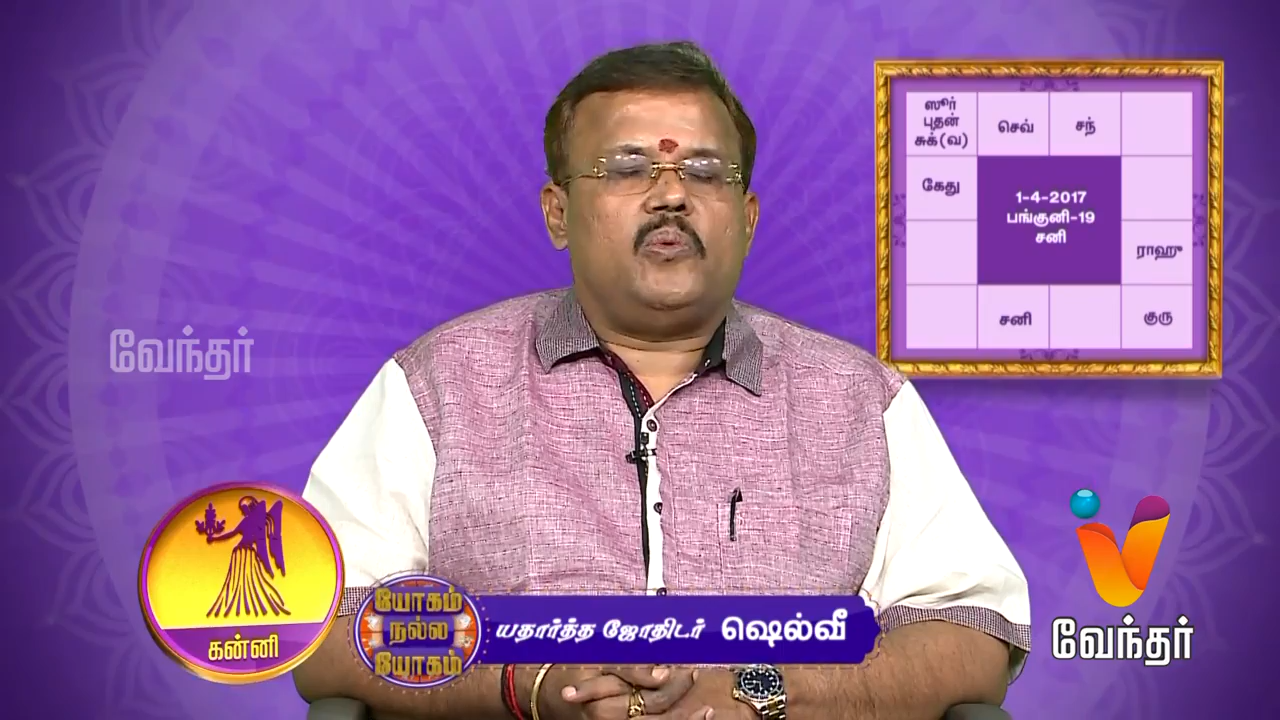 ஸூர்
புதன்
சுக்(வ)
செவ்
சந்
கேது
1-4-2017
பங்குனி-19
சனி
ராஹு
சனி
குரு
வேந்தர்
கன்னி
யோகம்
நல்ல
யோகம்
யதார்த்த ஜோதிடர் ஷெல்வீ
வேந்தர்